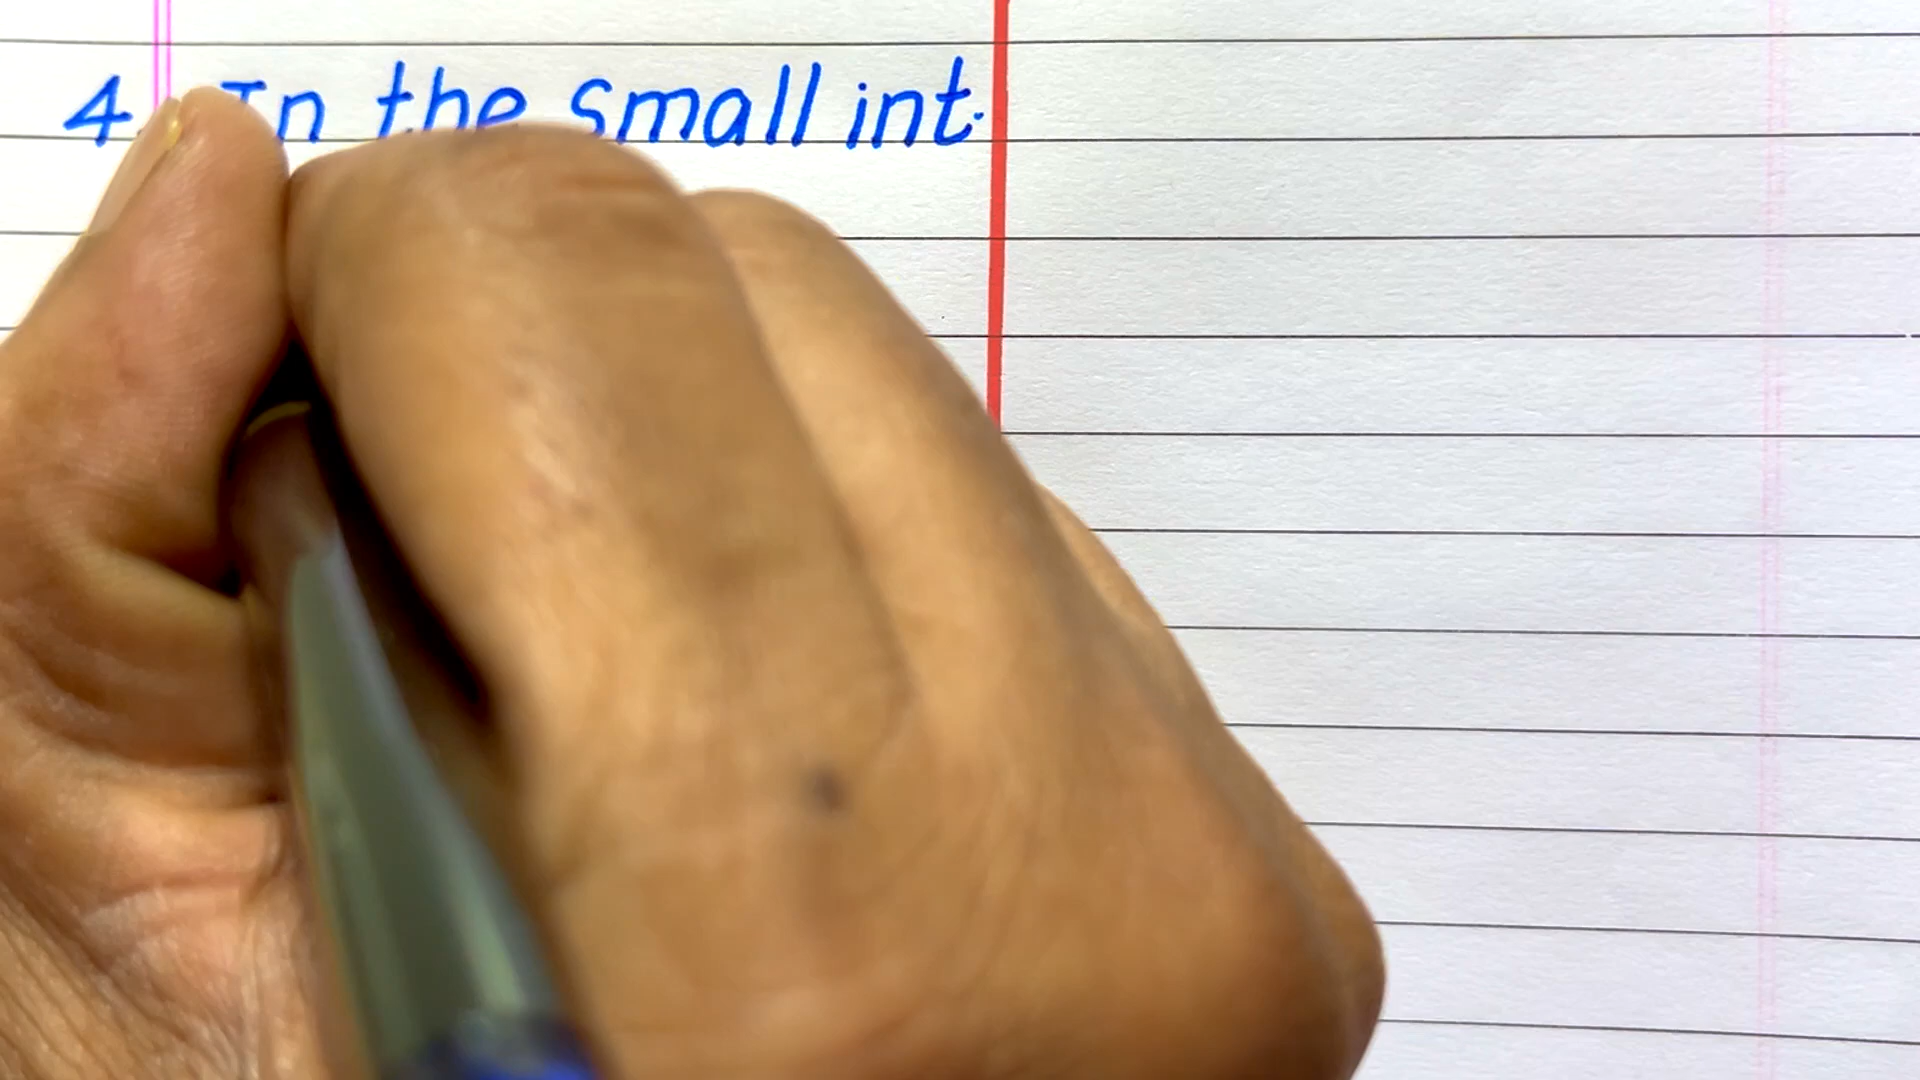 4. In the small int.